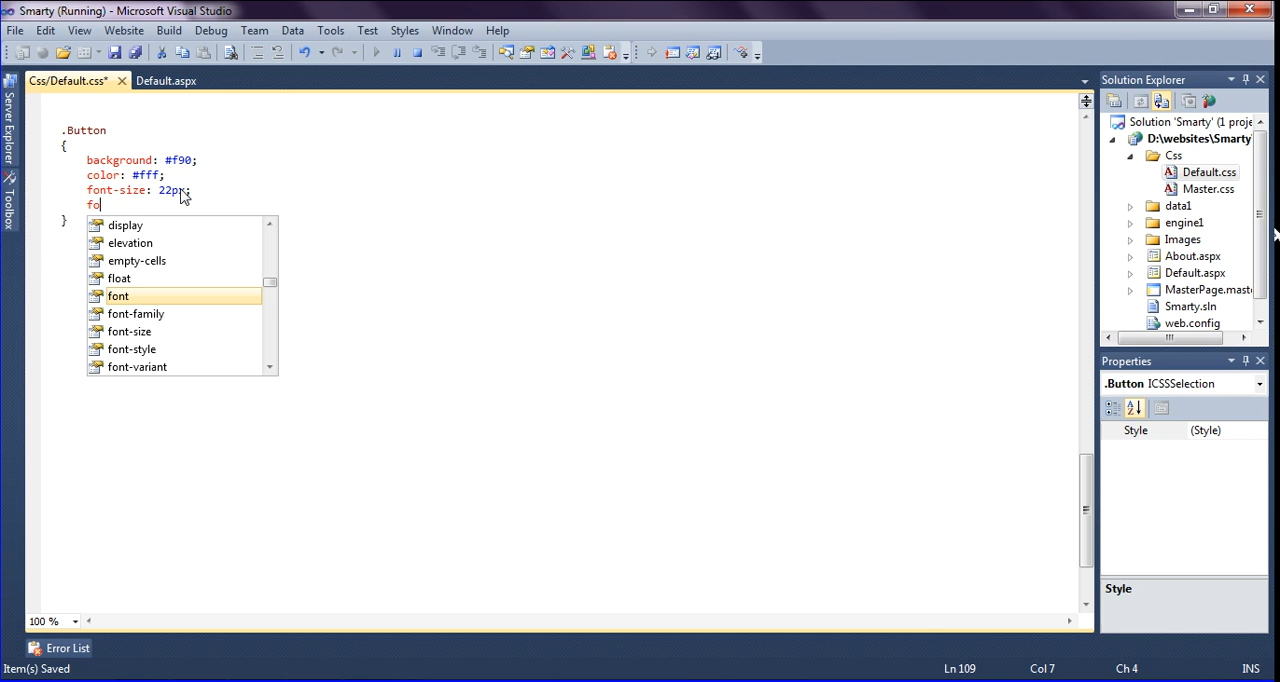 Smarty (Running) - Microsoft Visual Studio
File Edit View Website Build Debug Team Data Tools Test Styles Window Help
Css/Default.css* Default.aspx
Server Explorer
Toolbox
.Button
{
background: #f90;
color: #fff;
font-size: 22px;
fo
}
display
elevation
empty-cells
float
font
font-family
font-size
font-style
font-variant
100 %
Solution Explorer
Solution 'Smarty' (1 proje
D:\websites\Smarty
Css
Default.css
Master.css
data1
engine1
Images
About.aspx
Default.aspx
MasterPage.mast
Smarty.sln
web.config
Properties
.Button ICSSSelection
Style (Style)
Style
Error List
Item(s) Saved Ln 109 Col 7 Ch 4 INS